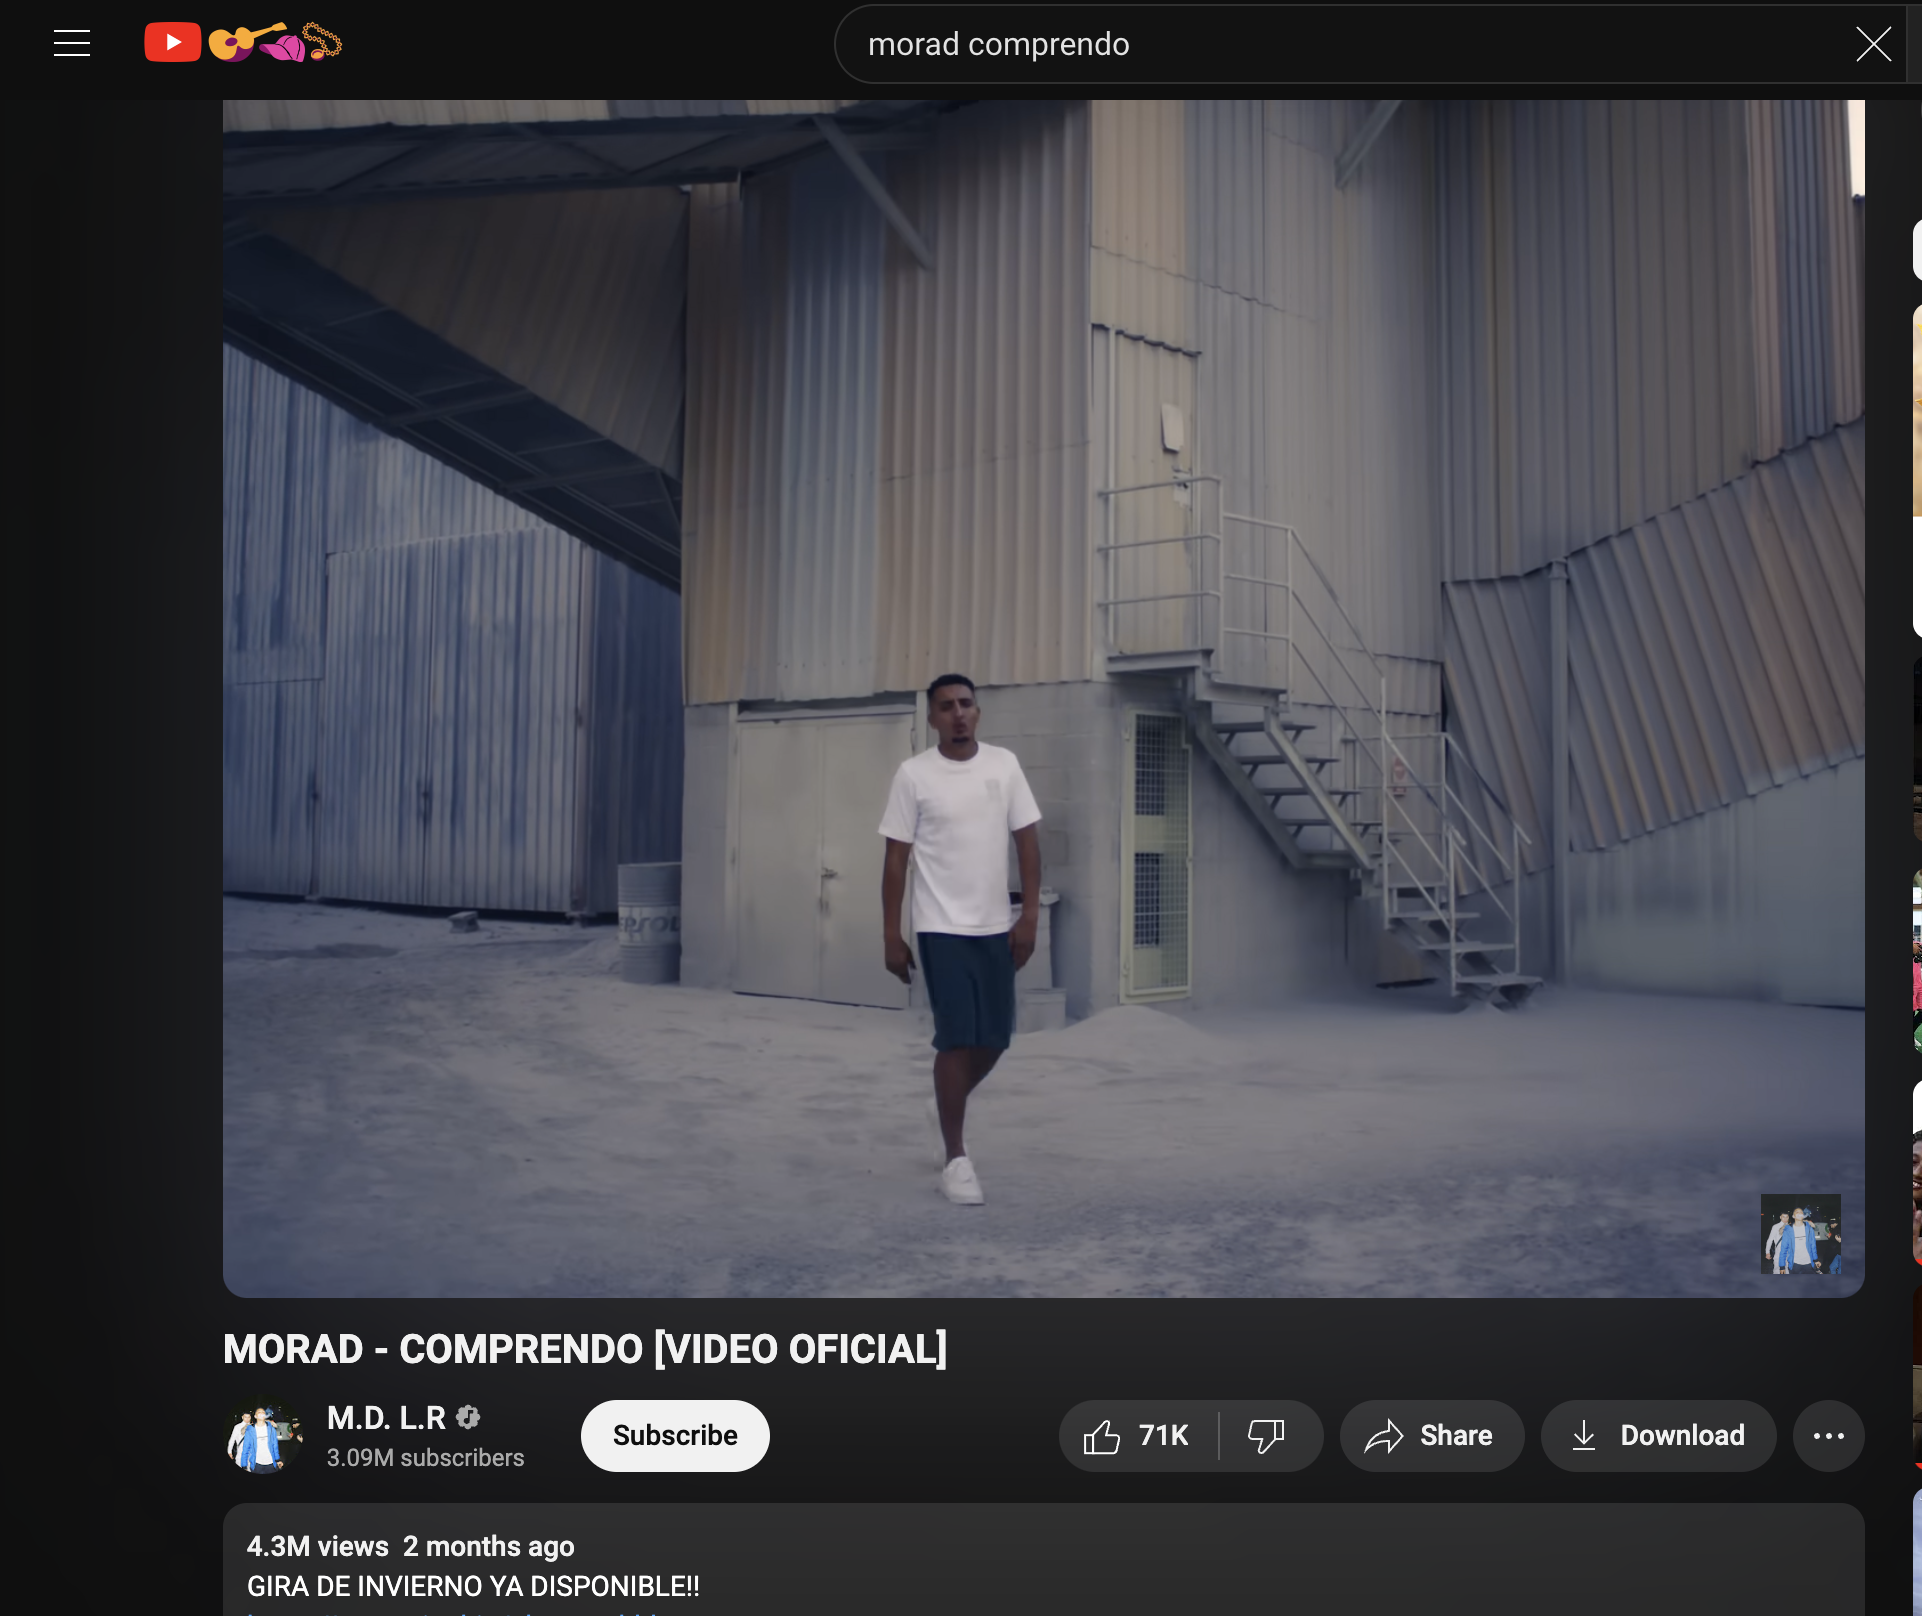 morad comprendo
MORAD - COMPRENDO [VIDEO OFICIAL]
M.D. L.R
3.09M subscribers
Subscribe
71K
Share
Download
4.3M views 2 months ago
GIRA DE INVIERNO YA DISPONIBLE!!